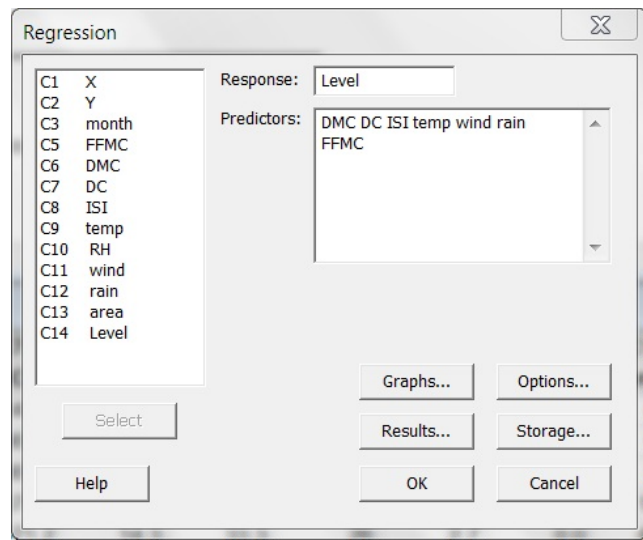 Regression
C1 X
C2 Y
C3 month
C5 FFMC
C6 DMC
C7 DC
C8 ISI
C9 temp
C10 RH
C11 wind
C12 rain
C13 area
C14 Level
Response: Level
Predictors: DMC DC ISI temp wind rain
FFMC
Graphs... Options...
Select
Results... Storage...
Help OK Cancel